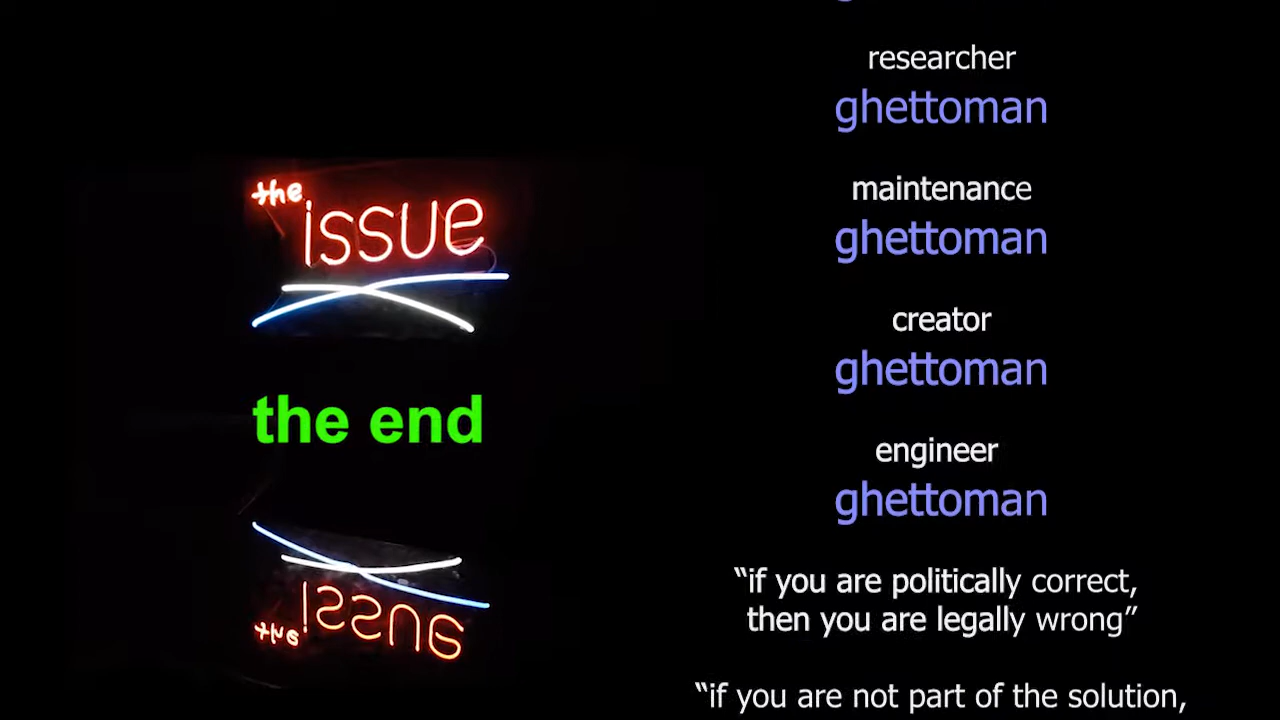 the
issue
the end
the
issue
researcher
ghettoman
maintenance
ghettoman
creator
ghettoman
engineer
ghettoman
“if you are politically correct,
then you are legally wrong”
“if you are not part of the solution,